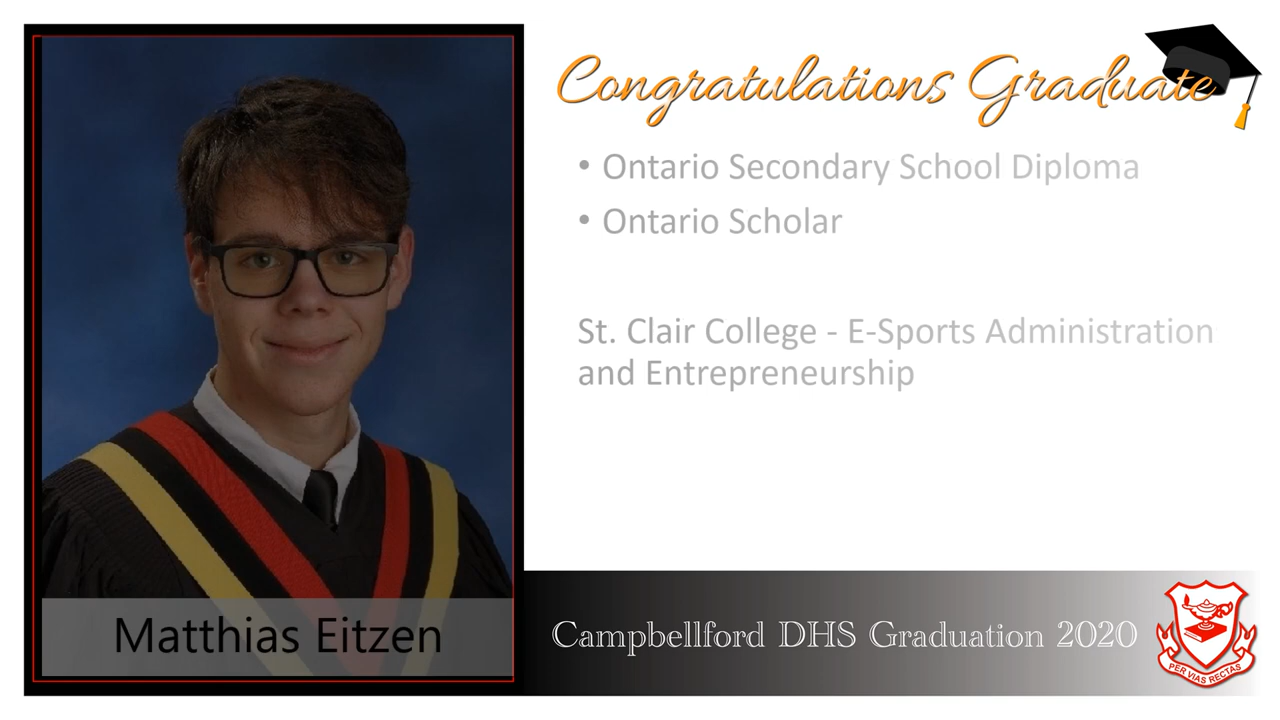 Congratulations Graduate
• Ontario Secondary School Diploma
• Ontario Scholar
St. Clair College - E-Sports Administration
and Entrepreneurship
Matthias Eitzen
Campbellford DHS Graduation 2020
PER VIAS RECTAS